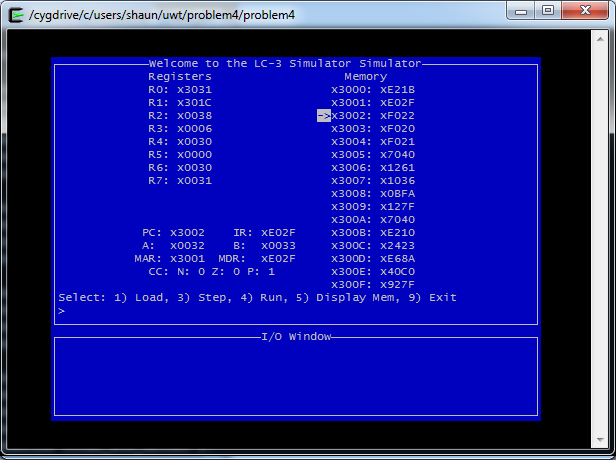 /cygdrive/c/users/shaun/uwt/problem4/problem4
Welcome to the LC-3 Simulator Simulator
Registers Memory
R0: x3031 x3000: xE21B
R1: x301C x3001: xE02F
R2: x0038 ->x3002: xF022
R3: x0006 x3003: xF020
R4: x0030 x3004: xF021
R5: x0000 x3005: x7040
R6: x0030 x3006: x1261
R7: x0031 x3007: x1036
x3008: x0BFA
x3009: x127F
x300A: x7040
PC: x3002 IR: xE02F x300B: xE210
A: x0032 B: x0033 x300C: x2423
MAR: x3001 MDR: xE02F x300D: xE68A
CC: N: 0 Z: 0 P: 1 x300E: x40C0
x300F: x927F
Select: 1) Load, 3) Step, 4) Run, 5) Display Mem, 9) Exit
>
I/O Window